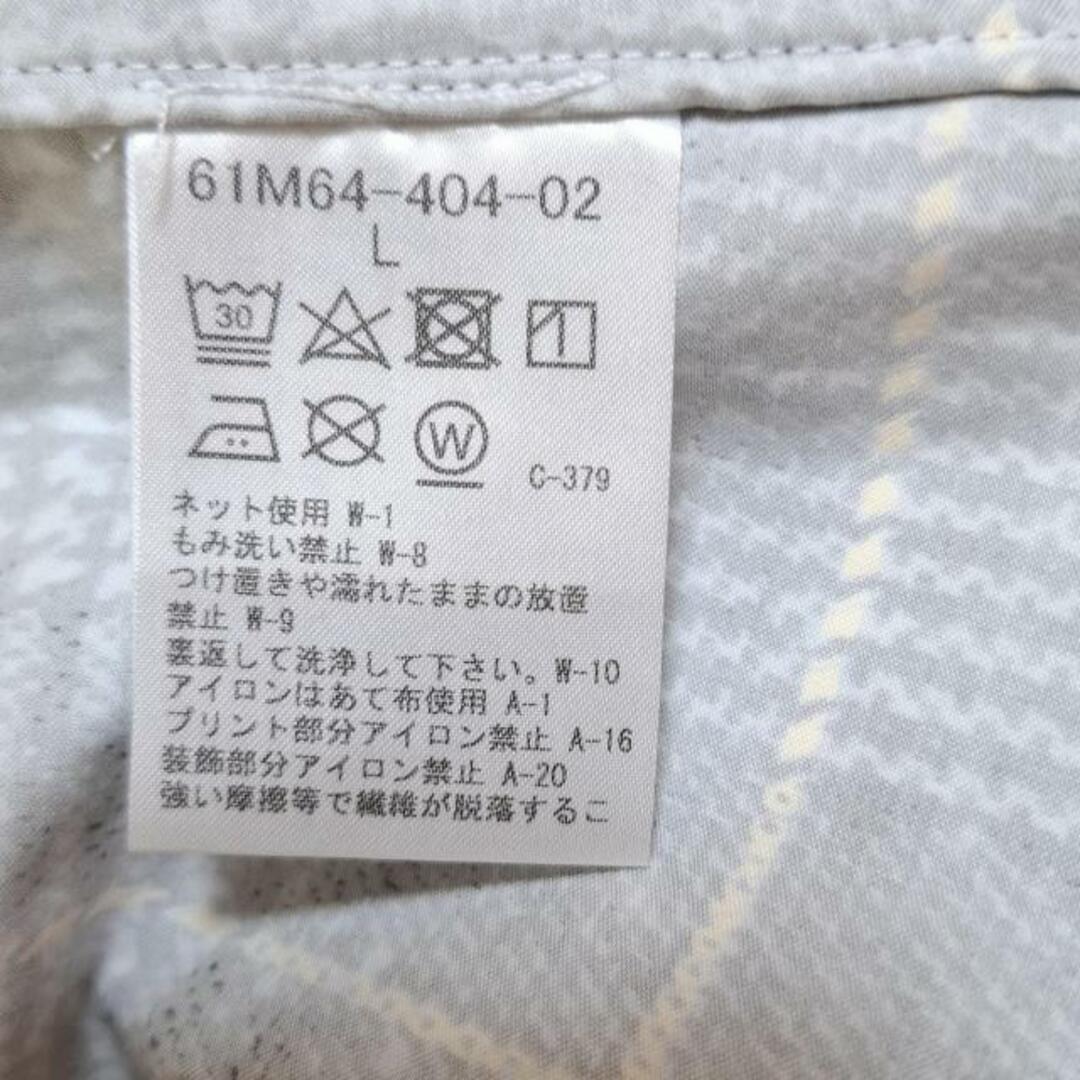 61M64-404-02
L
30
W
C-379
ネット使用 W-1
もみ洗い禁止 W-8
つけ置きや濡れたままの放置
禁止 W-9
裏返して洗浄して下さい。W-10
アイロンはあて布使用 A-1
プリント部分アイロン禁止 A-16
装飾部分アイロン禁止 A-20
強い摩擦等で繊維が脱落するこ